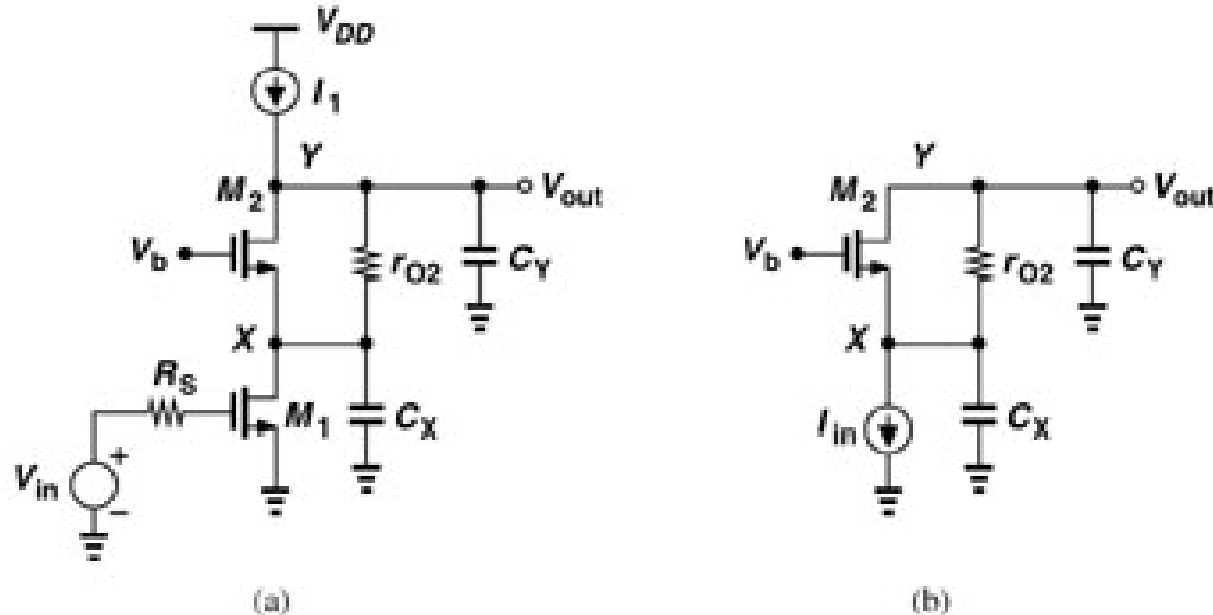 V_DD
I_1
Y
M_2
V_out
V_b
r_O2
C_Y
X
R_S
M_1
C_X
V_in
+
−
(a)
Y
M_2
V_out
V_b
r_O2
C_Y
X
I_in
C_X
(b)